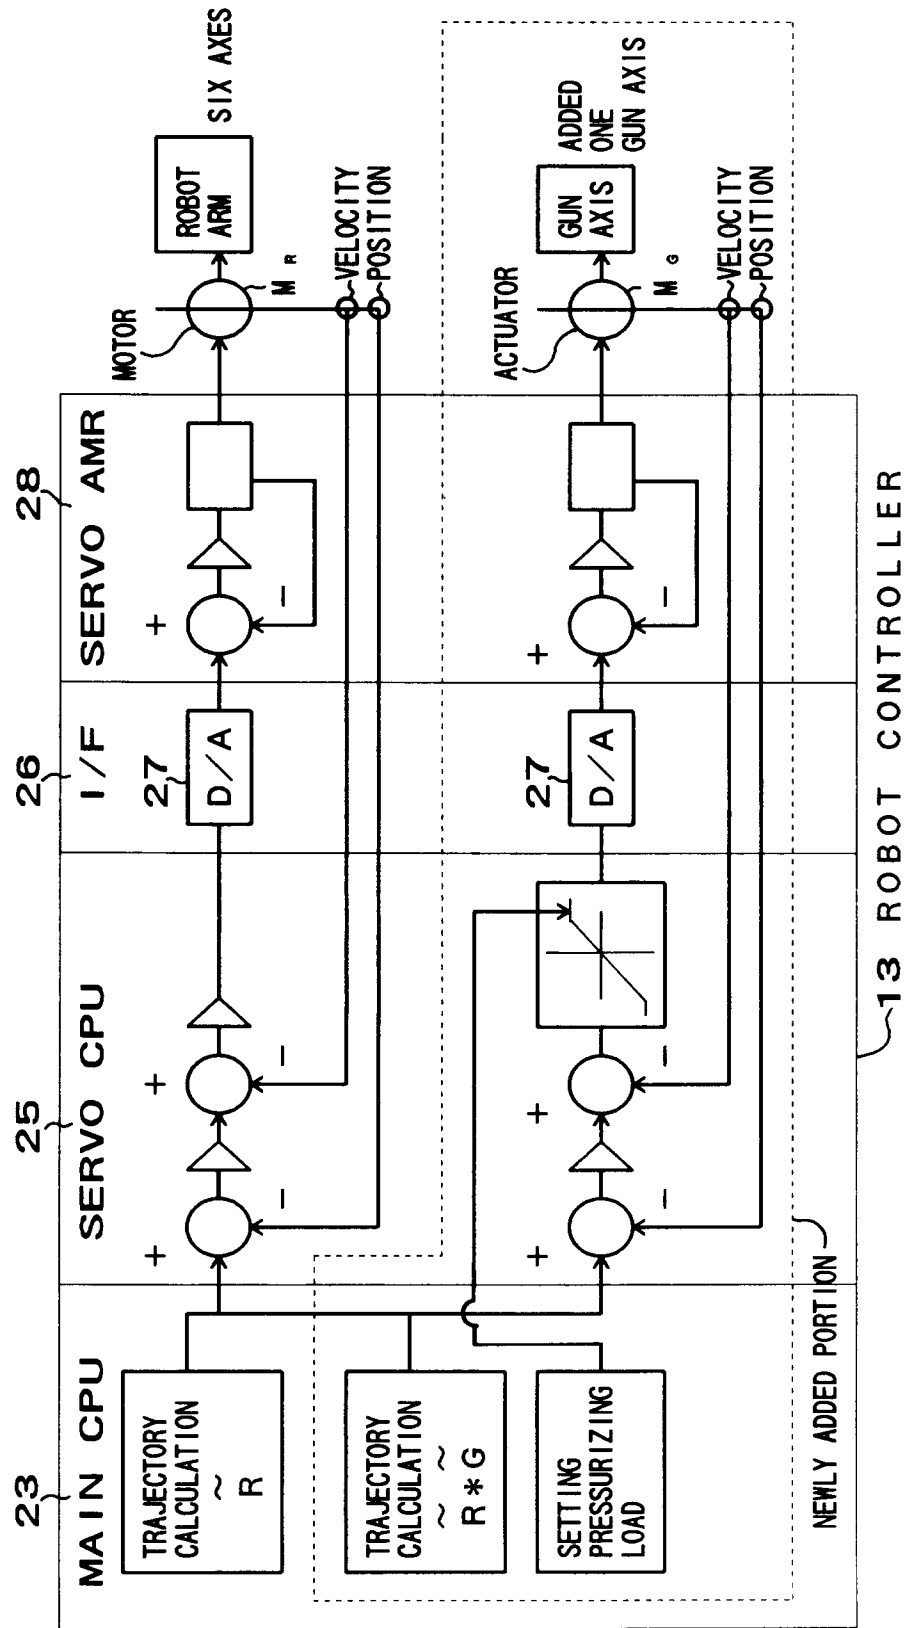 23
MAIN CPU
25
SERVO CPU
26
I/F
28
SERVO AMR
TRAJECTORY
CALCULATION
~
R
+
-
+
-
27
D/A
+
-
MOTOR
M R
ROBOT
ARM
SIX AXES
VELOCITY
POSITION
TRAJECTORY
CALCULATION
~ ~
R*G
SETTING
PRESSURIZING
LOAD
+
-
+
-
27
D/A
+
-
ACTUATOR
M G
GUN
AXIS
ADDED
ONE
GUN AXIS
VELOCITY
POSITION
NEWLY ADDED PORTION
13 ROBOT CONTROLLER